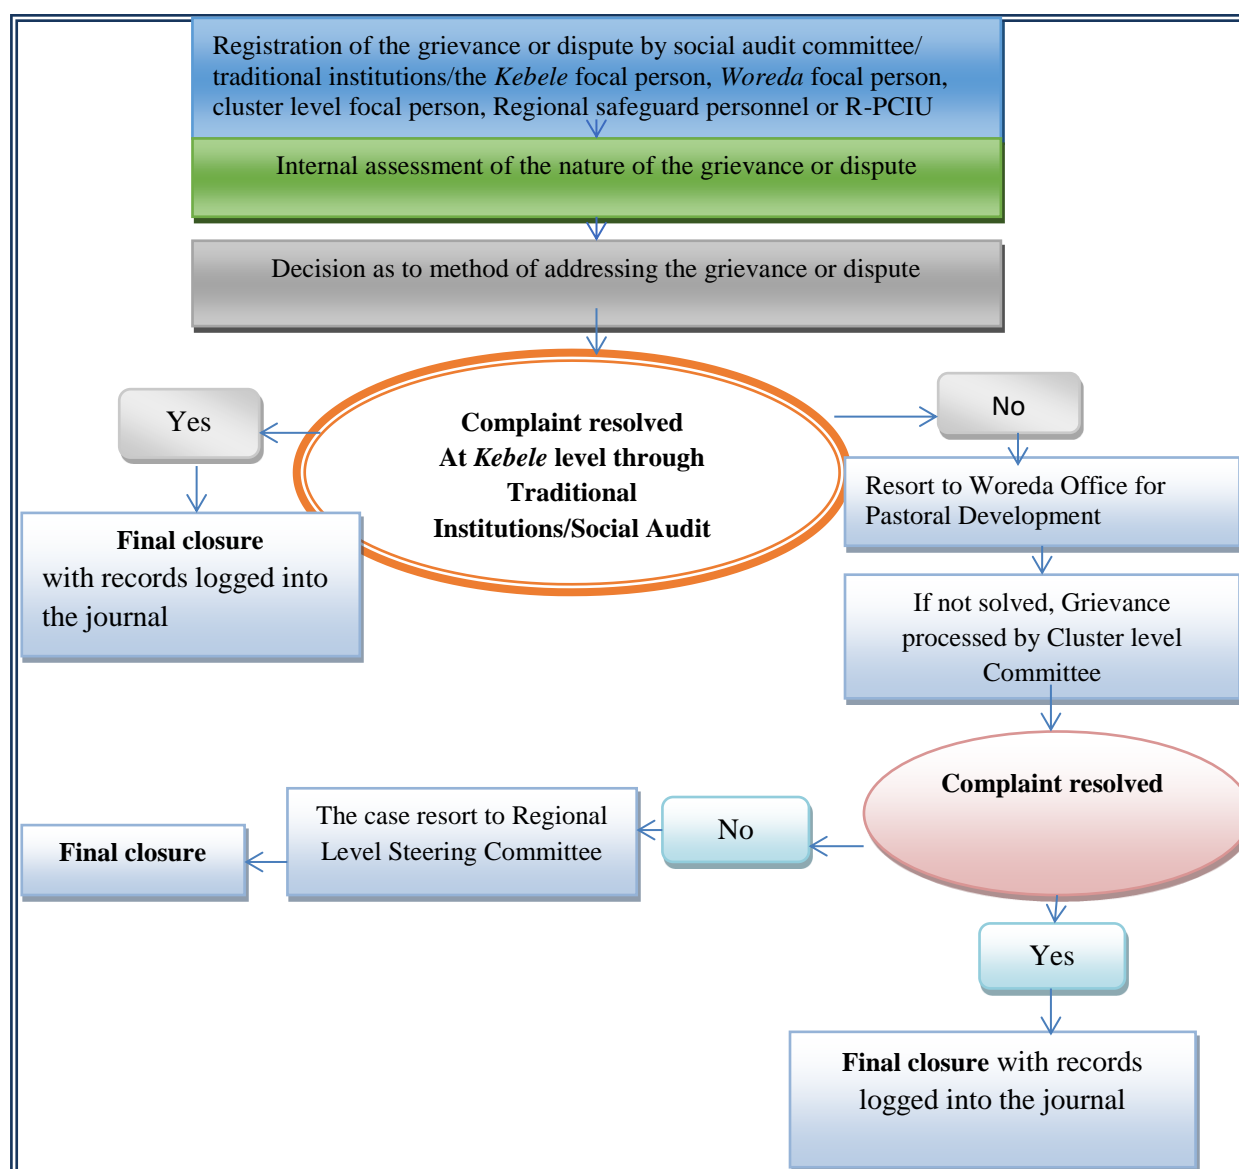 Registration of the grievance or dispute by social audit committee/
traditional institutions/the Kebele focal person, Woreda focal person,
cluster level focal person, Regional safeguard personnel or R-PCIU
Internal assessment of the nature of the grievance or dispute
Decision as to method of addressing the grievance or dispute
Complaint resolved
At Kebele level through
Traditional
Institutions/Social Audit
Yes
No
Final closure
with records logged into
the journal
Resort to Woreda Office for
Pastoral Development
If not solved, Grievance
processed by Cluster level
Committee
Complaint resolved
No
The case resort to Regional
Level Steering Committee
Final closure
Yes
Final closure with records
logged into the journal